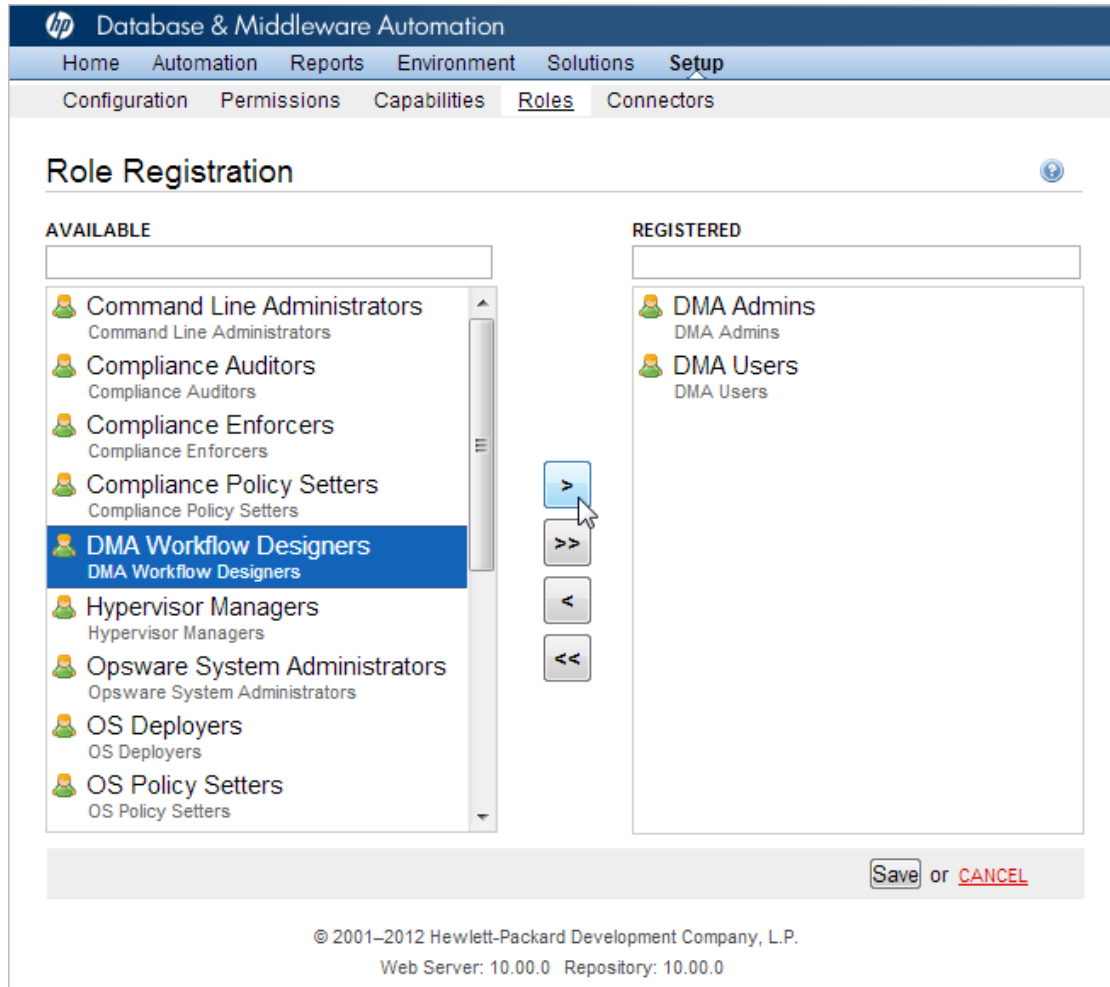 hp Database & Middleware Automation
Home Automation Reports Environment Solutions Setup
Configuration Permissions Capabilities Roles Connectors
Role Registration
?
AVAILABLE
Command Line Administrators
Command Line Administrators
Compliance Auditors
Compliance Auditors
Compliance Enforcers
Compliance Enforcers
Compliance Policy Setters
Compliance Policy Setters
DMA Workflow Designers
DMA Workflow Designers
Hypervisor Managers
Hypervisor Managers
Opsware System Administrators
Opsware System Administrators
OS Deployers
OS Deployers
OS Policy Setters
OS Policy Setters
>
>>
<
<<
REGISTERED
DMA Admins
DMA Admins
DMA Users
DMA Users
Save or CANCEL
© 2001–2012 Hewlett-Packard Development Company, L.P.
Web Server: 10.00.0 Repository: 10.00.0